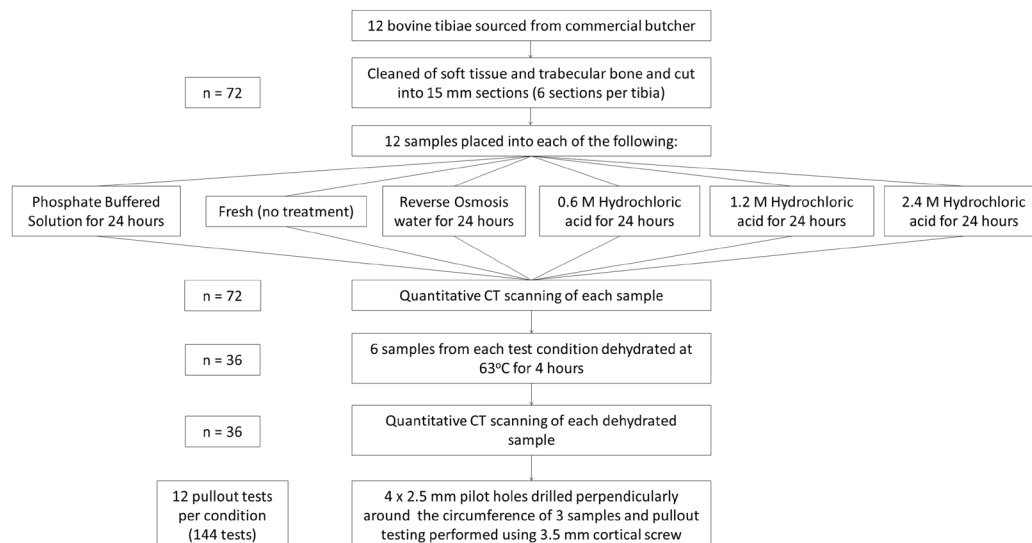 12 bovine tibiae sourced from commercial butcher
n = 72
Cleaned of soft tissue and trabecular bone and cut
into 15 mm sections (6 sections per tibia)
12 samples placed into each of the following:
Phosphate Buffered
Solution for 24 hours
Fresh (no treatment)
Reverse Osmosis
water for 24 hours
0.6 M Hydrochloric
acid for 24 hours
1.2 M Hydrochloric
acid for 24 hours
2.4 M Hydrochloric
acid for 24 hours
n = 72
Quantitative CT scanning of each sample
n = 36
6 samples from each test condition dehydrated at
63°C for 4 hours
n = 36
Quantitative CT scanning of each dehydrated
sample
12 pullout tests
per condition
(144 tests)
4 x 2.5 mm pilot holes drilled perpendicularly
around the circumference of 3 samples and pullout
testing performed using 3.5 mm cortical screw